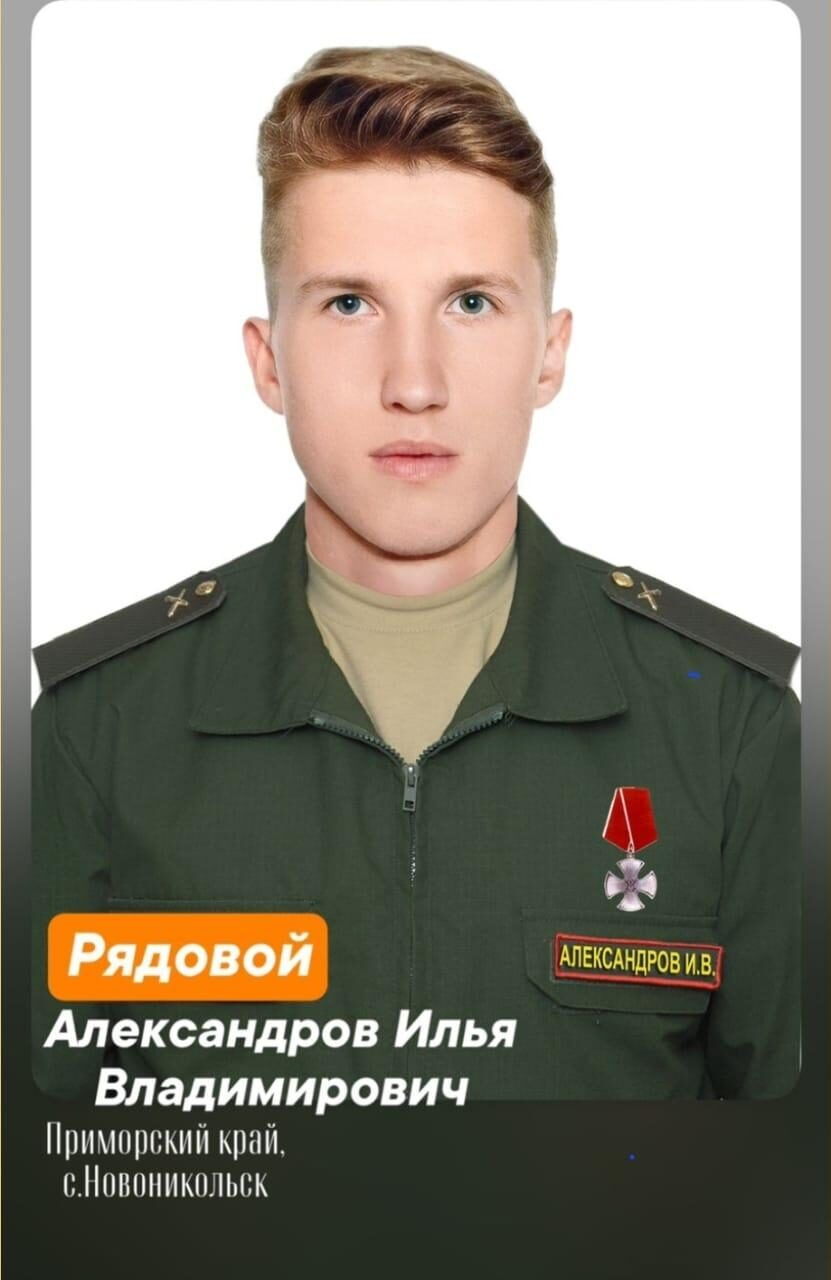 АЛЕКСАНДРОВ И.В.
Рядовой
Александров Илья
Владимирович
Приморский край,
с.Новоникольск